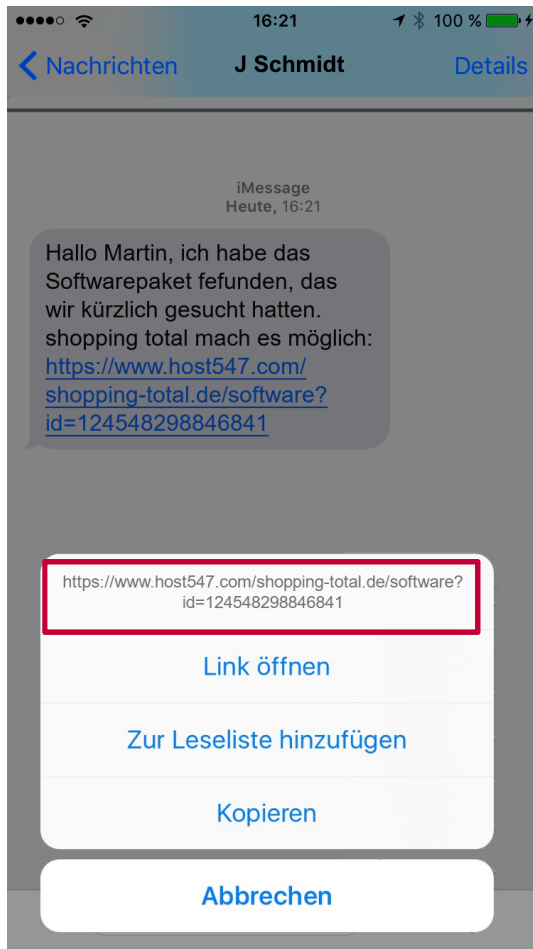 16:21
100 %
Nachrichten
J Schmidt
Details
iMessage
Heute, 16:21
Hallo Martin, ich habe das
Softwarepaket fefunden, das
wir kürzlich gesucht hatten.
shopping total mach es möglich:
https://www.host547.com/
shopping-total.de/software?
id=124548298846841
https://www.host547.com/shopping-total.de/software?
id=124548298846841
Link öffnen
Zur Leseliste hinzufügen
Kopieren
Abbrechen